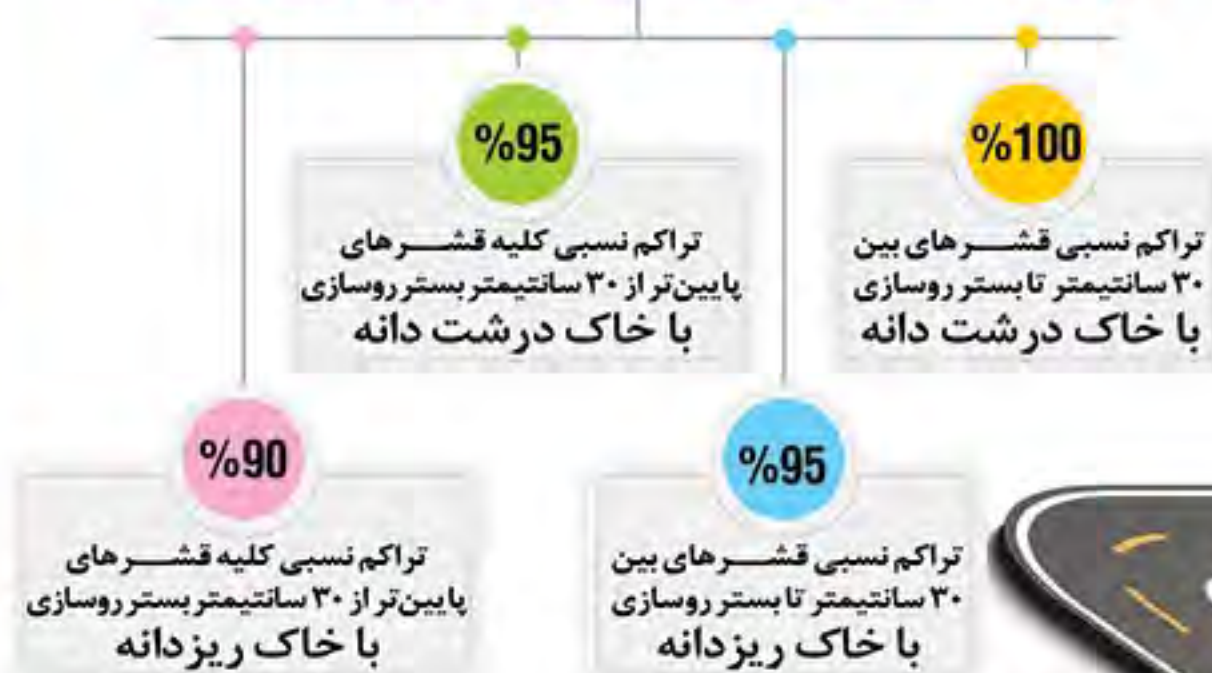 %100
تراکم نسبی قشرهای بین
۳۰ سانتیمتر تا بستر روسازی
با خاک درشت دانه
%95
تراکم نسبی کلیه قشرهای
پایین‌تر از ۳۰ سانتیمتر بستر روسازی
با خاک درشت دانه
%95
تراکم نسبی قشرهای بین
۳۰ سانتیمتر تا بستر روسازی
با خاک ریزدانه
%90
تراکم نسبی کلیه قشرهای
پایین‌تر از ۳۰ سانتیمتر بستر روسازی
با خاک ریزدانه